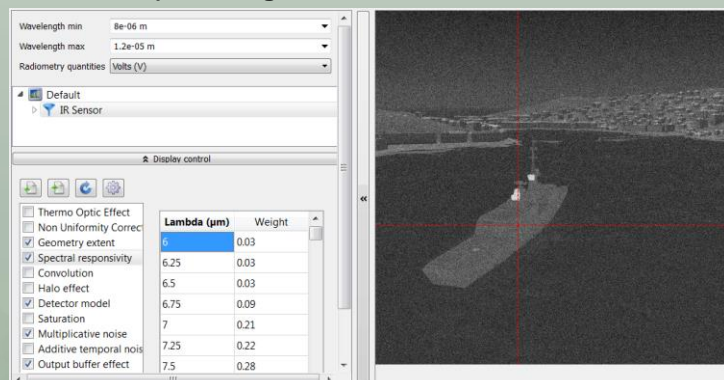 Wavelength min 8e-06 m
Wavelength max 1.2e-05 m
Radiometry quantities Volts (V)
Default
IR Sensor
Display control
Thermo Optic Effect
Non Uniformity Correc
Geometry extent
Spectral responsivity
Convolution
Halo effect
Detector model
Saturation
Multiplicative noise
Additive temporal nois
Output buffer effect
Lambda (µm) Weight
6 0.03
6.25 0.03
6.5 0.03
6.75 0.09
7 0.21
7.25 0.22
7.5 0.28